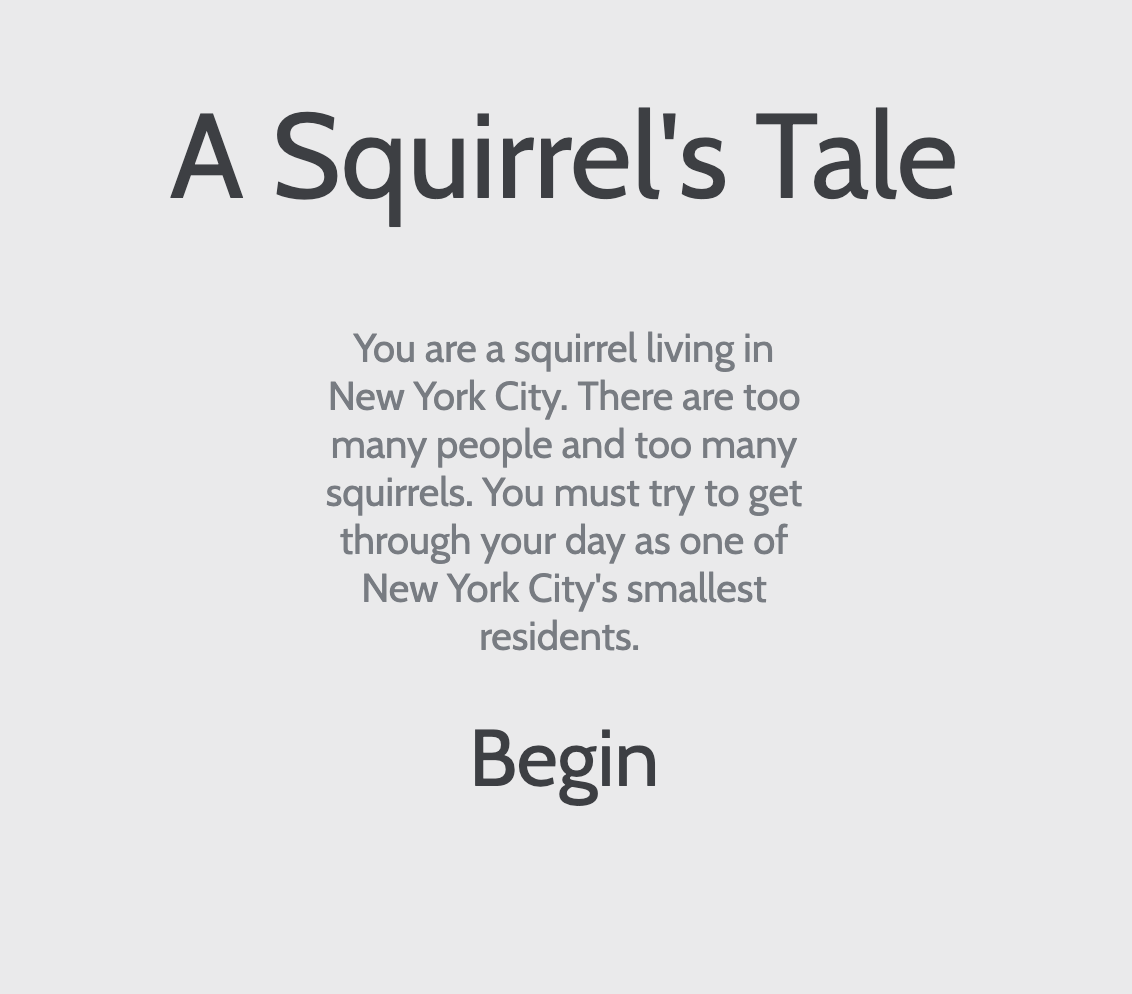 A Squirrel's Tale
You are a squirrel living in
New York City. There are too
many people and too many
squirrels. You must try to get
through your day as one of
New York City's smallest
residents.
Begin